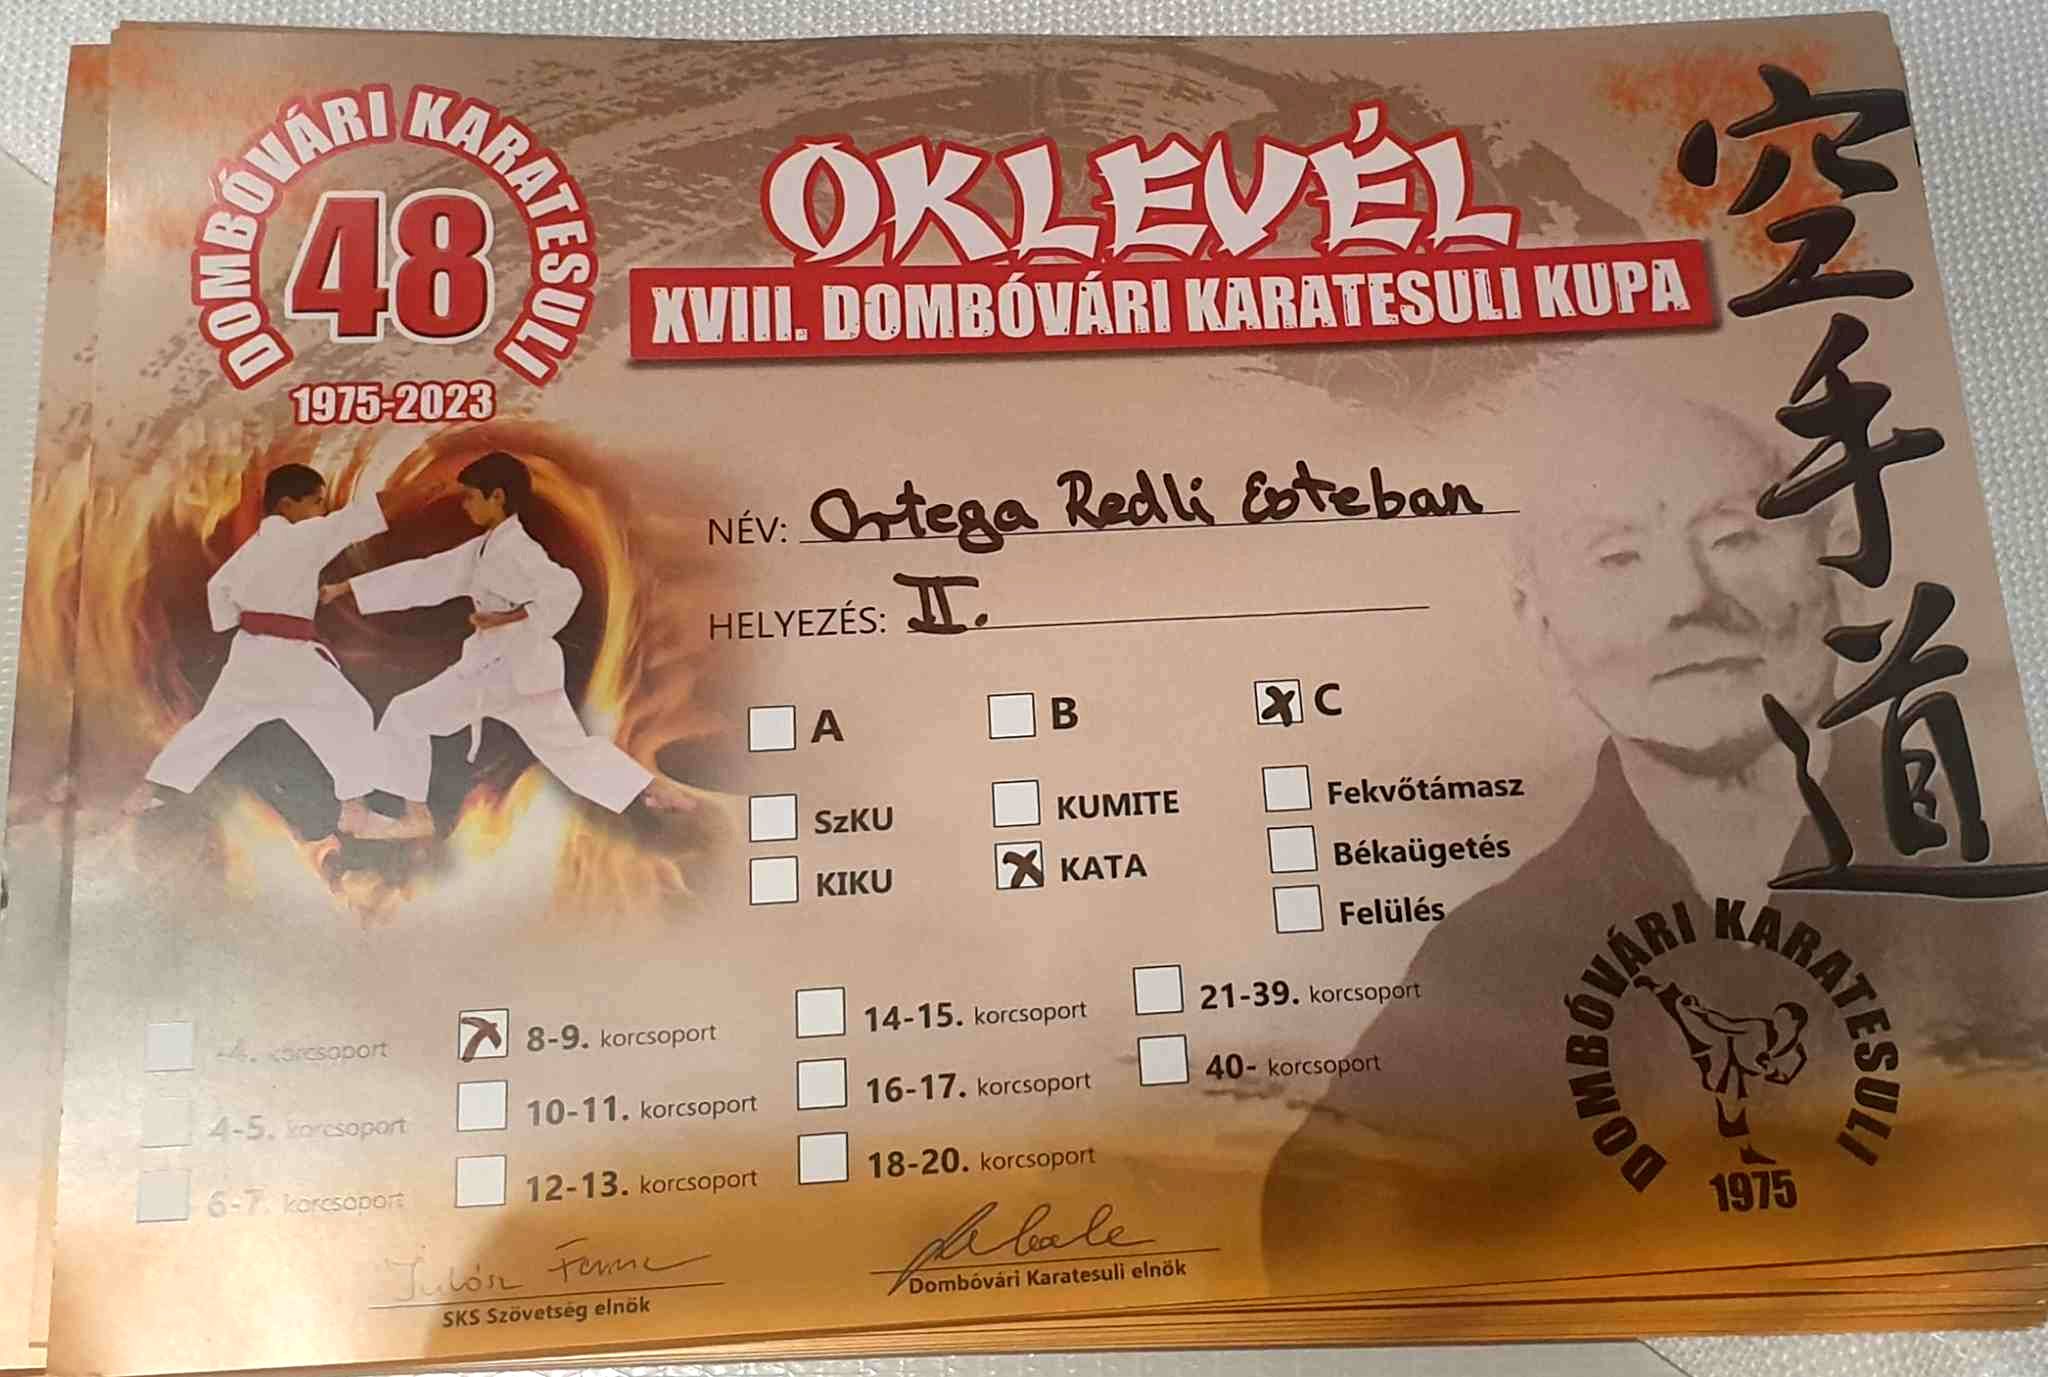 DOMBÓVÁRI KARATESULI
48
1975-2023
OKLEVÉL
XVIII. DOMBÓVÁRI KARATESULI KUPA
空手道
NÉV: Ortega Redli Esteban
HELYEZÉS: II.
A
B
C
SzKU
KUMITE
Fekvőtámasz
KIKU
KATA
Békaügetés
Felülés
-4. korcsoport
4-5. korcsoport
6-7. korcsoport
8-9. korcsoport
10-11. korcsoport
12-13. korcsoport
14-15. korcsoport
16-17. korcsoport
18-20. korcsoport
21-39. korcsoport
40- korcsoport
SKS Szövetség elnök
Dombóvári Karatesuli elnök
DOMBÓVÁRI KARATESULI
1975